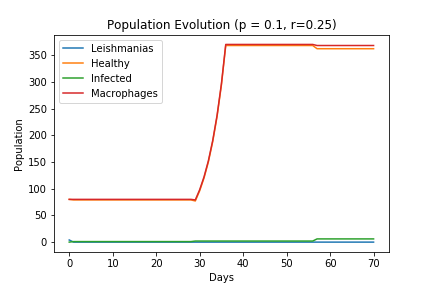 Population Evolution (p = 0.1, r=0.25)
Leishmanias
Healthy
Infected
Macrophages
Population
350
300
250
200
150
100
50
0
0 10 20 30 40 50 60 70
Days